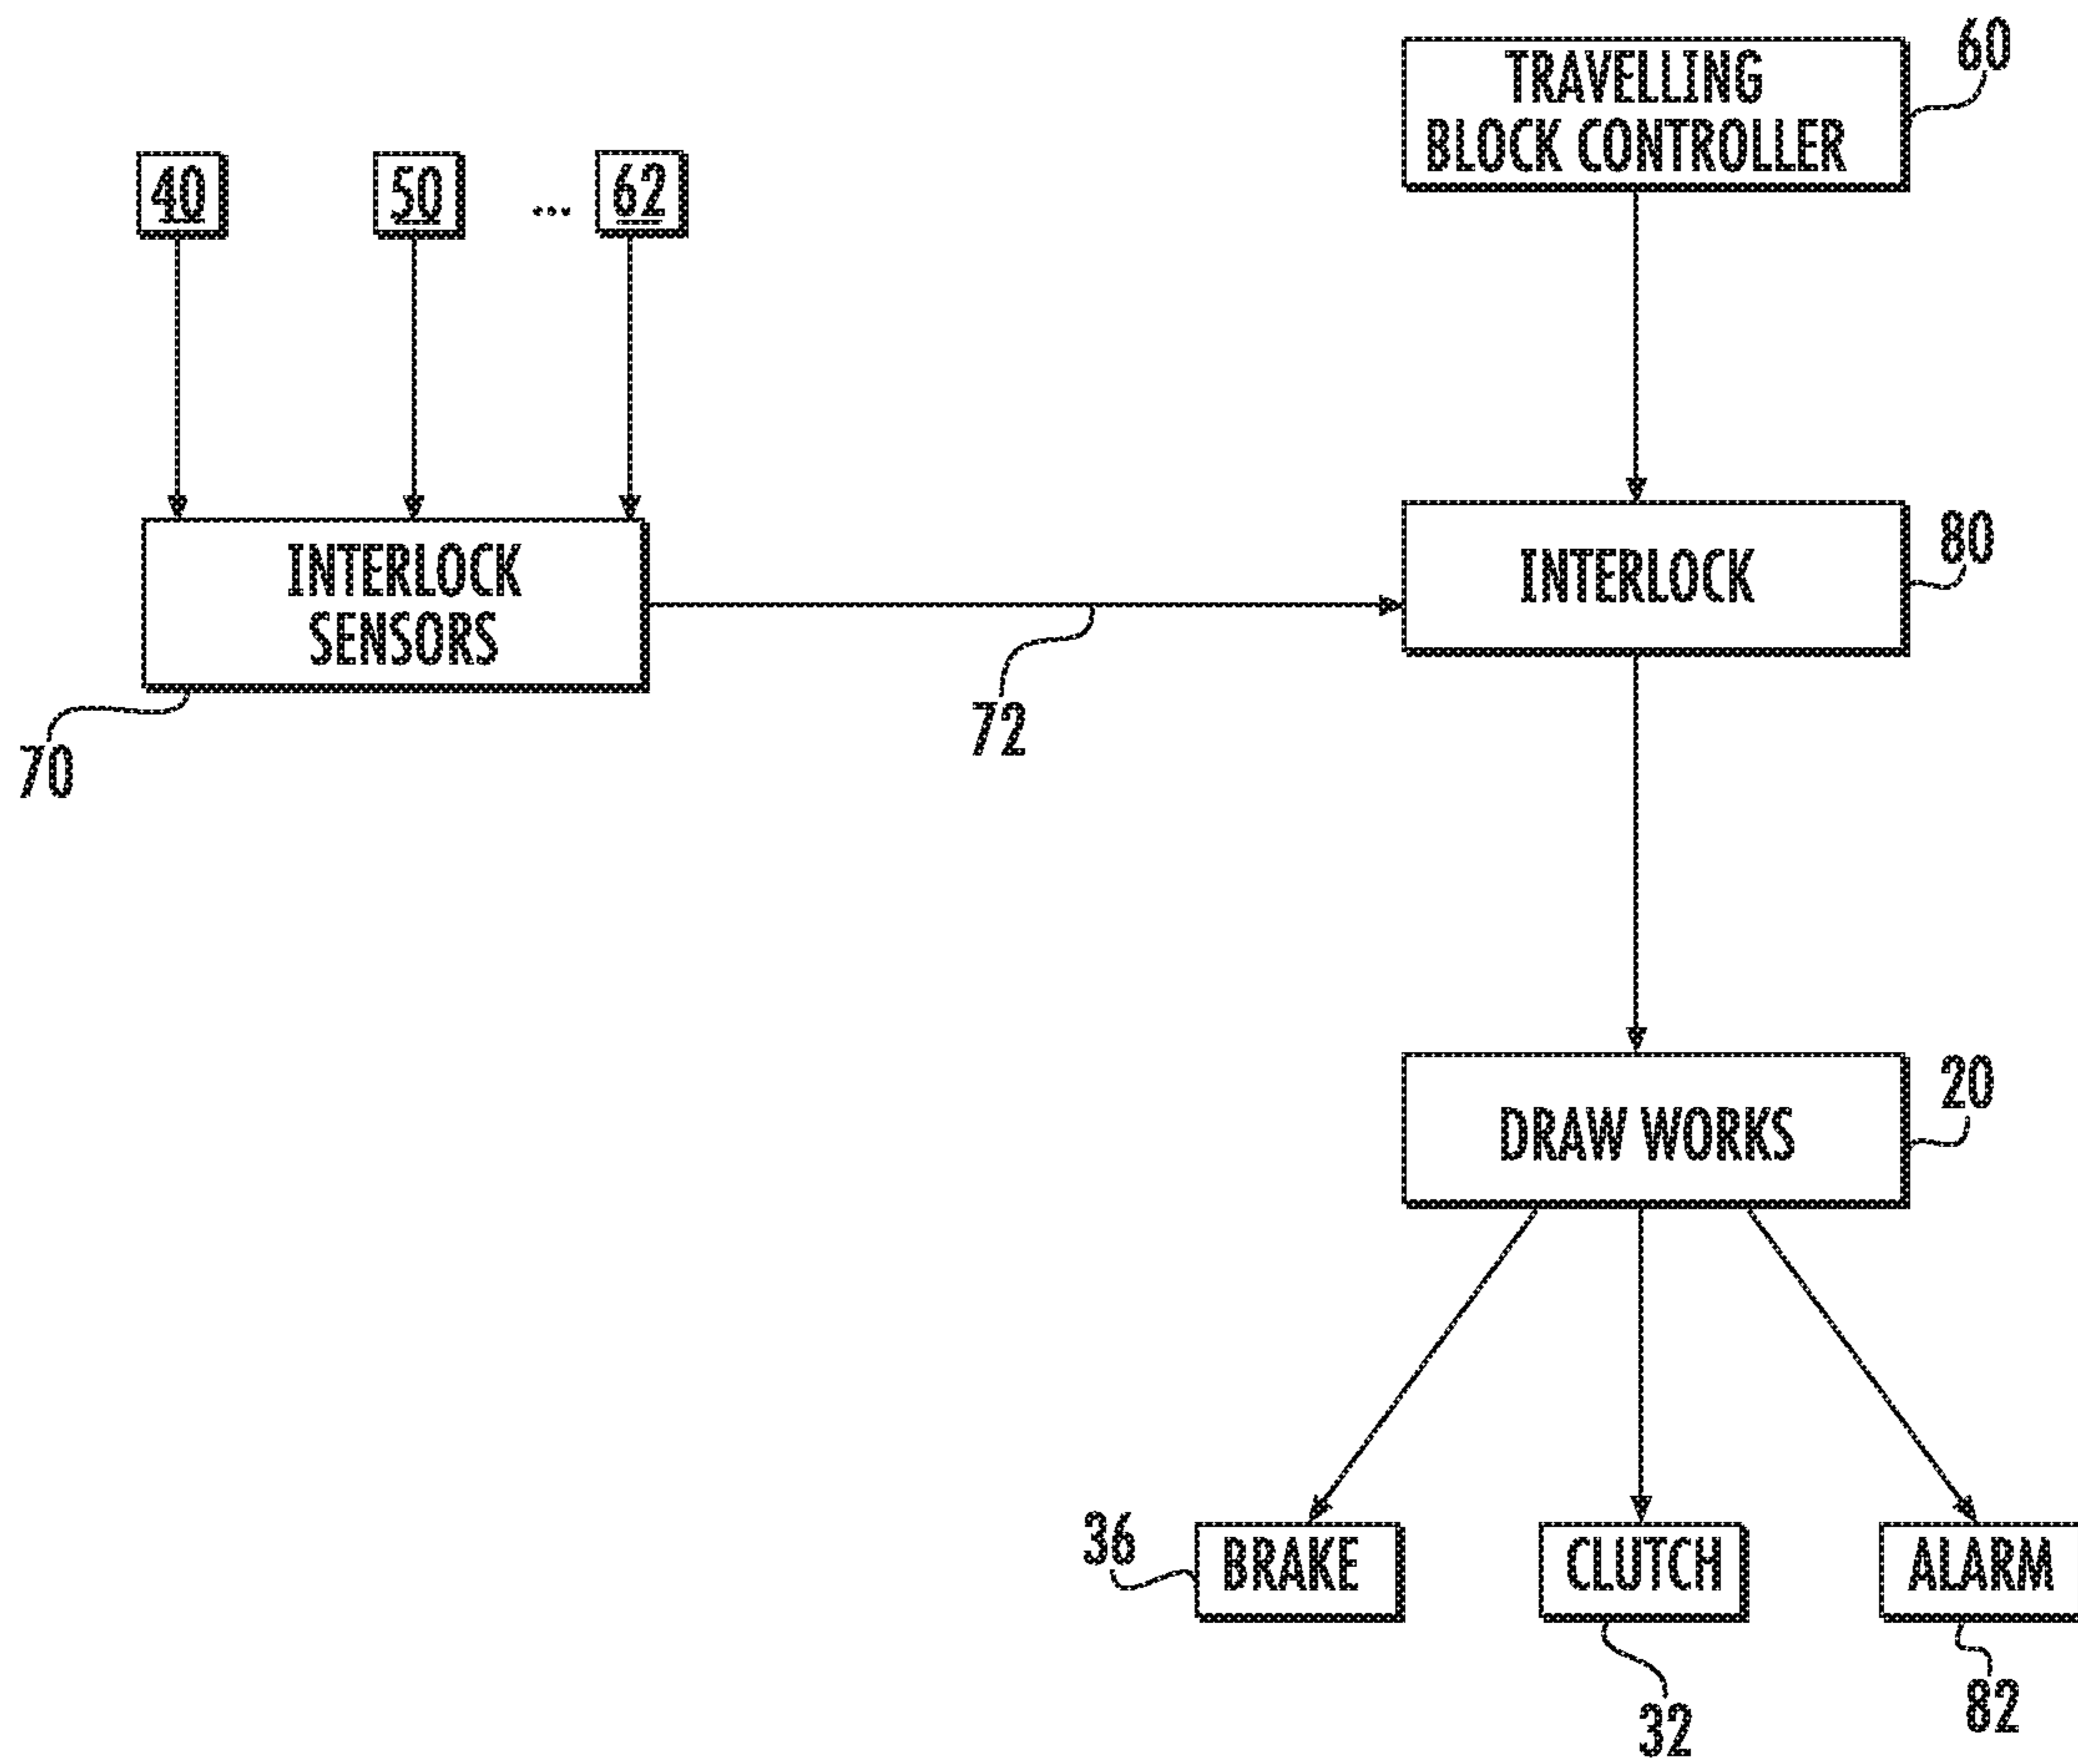 TRAVELLING
BLOCK CONTROLLER
60
40
50
...
62
INTERLOCK
SENSORS
70
72
INTERLOCK
80
DRAW WORKS
20
36
BRAKE
CLUTCH
ALARM
32
82